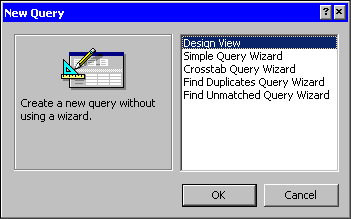 New Query
Create a new query without
using a wizard.
Design View
Simple Query Wizard
Crosstab Query Wizard
Find Duplicates Query Wizard
Find Unmatched Query Wizard
OK
Cancel